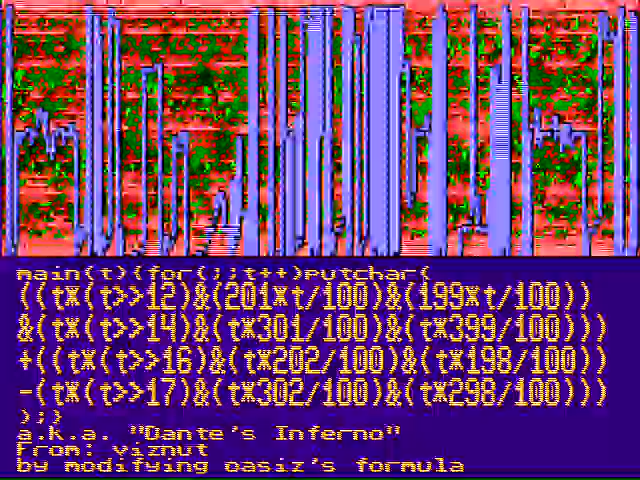 main(t){for(;;t++)putchar(
((t*(t>>12)&(201*t/100)&(199*t/100))
&(t*(t>>14)&(t*301/100)&(t*399/100)))
+((t*(t>>16)&(t*202/100)&(t*198/100))
-(t*(t>>17)&(t*302/100)&(t*298/100)))
);}
a.k.a. "Dante's Inferno"
From: viznut
by modifying oasiz's formula